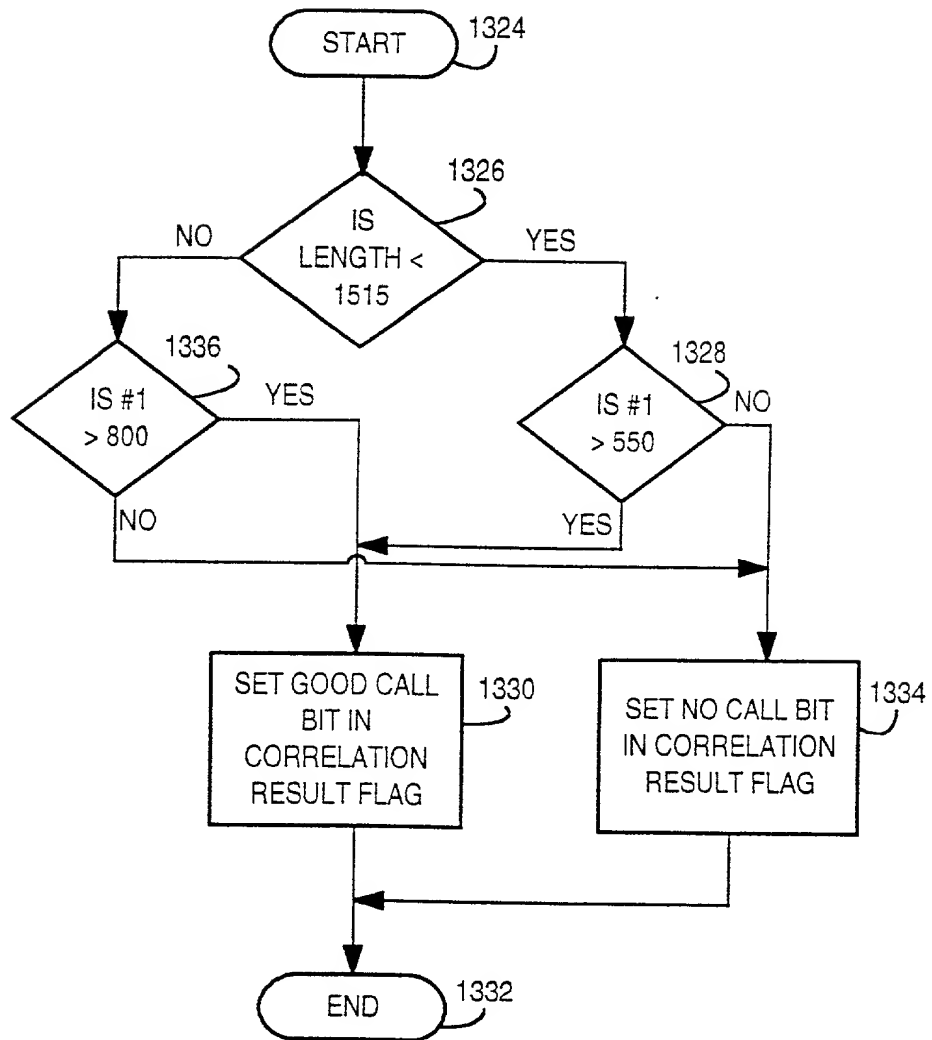 START
1324
1326
IS
LENGTH <
1515
NO
YES
1336
IS #1
> 800
YES
NO
1328
IS #1
> 550
NO
YES
SET GOOD CALL
BIT IN
CORRELATION
RESULT FLAG
1330
SET NO CALL BIT
IN CORRELATION
RESULT FLAG
1334
END
1332